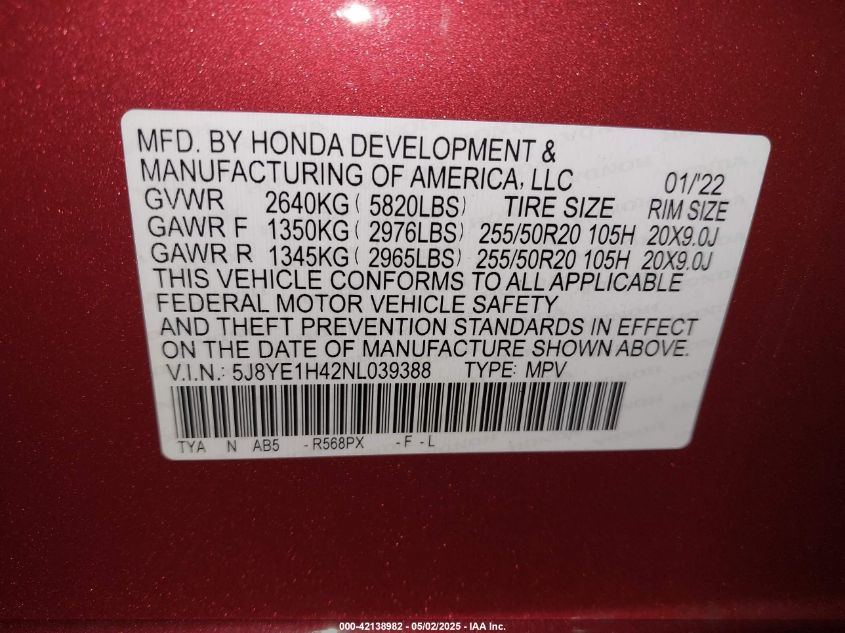 MFD. BY HONDA DEVELOPMENT &
MANUFACTURING OF AMERICA, LLC 01/'22
GVWR 2640KG ( 5820LBS) TIRE SIZE RIM SIZE
GAWR F 1350KG ( 2976LBS) 255/50R20 105H 20X9.0J
GAWR R 1345KG ( 2965LBS) 255/50R20 105H 20X9.0J
THIS VEHICLE CONFORMS TO ALL APPLICABLE
FEDERAL MOTOR VEHICLE SAFETY
AND THEFT PREVENTION STANDARDS IN EFFECT
ON THE DATE OF MANUFACTURE SHOWN ABOVE.
V.I.N.: 5J8YE1H42NL039388 TYPE: MPV
TYA N AB5 -R568PX -F -L
000-42138982 - 05/02/2025 - IAA Inc.